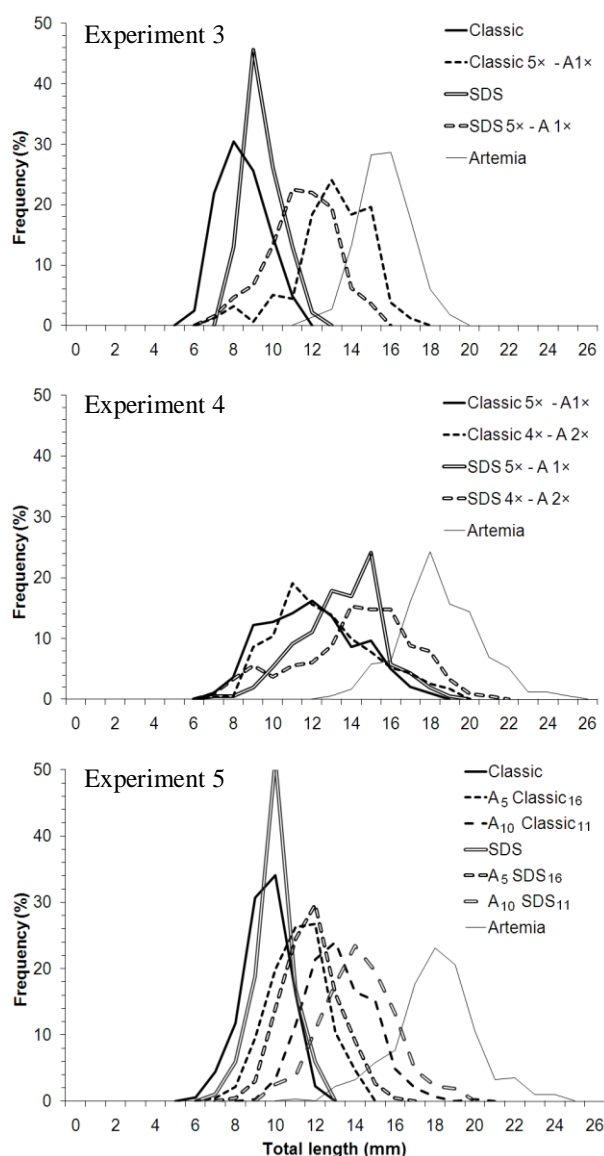 Experiment 3
Frequency (%)
50
40
30
20
10
0
Classic
Classic 5× - A1×
SDS
SDS 5× - A 1×
Artemia
0 2 4 6 8 10 12 14 16 18 20 22 24 26
Experiment 4
Frequency (%)
50
40
30
20
10
0
Classic 5× - A1×
Classic 4× - A 2×
SDS 5× - A 1×
SDS 4× - A 2×
Artemia
0 2 4 6 8 10 12 14 16 18 20 22 24 26
Experiment 5
Frequency (%)
50
40
30
20
10
0
Classic
A₅ Classic₁₆
A₁₀ Classic₁₁
SDS
A₅ SDS₁₆
A₁₀ SDS₁₁
Artemia
0 2 4 6 8 10 12 14 16 18 20 22 24 26
Total length (mm)